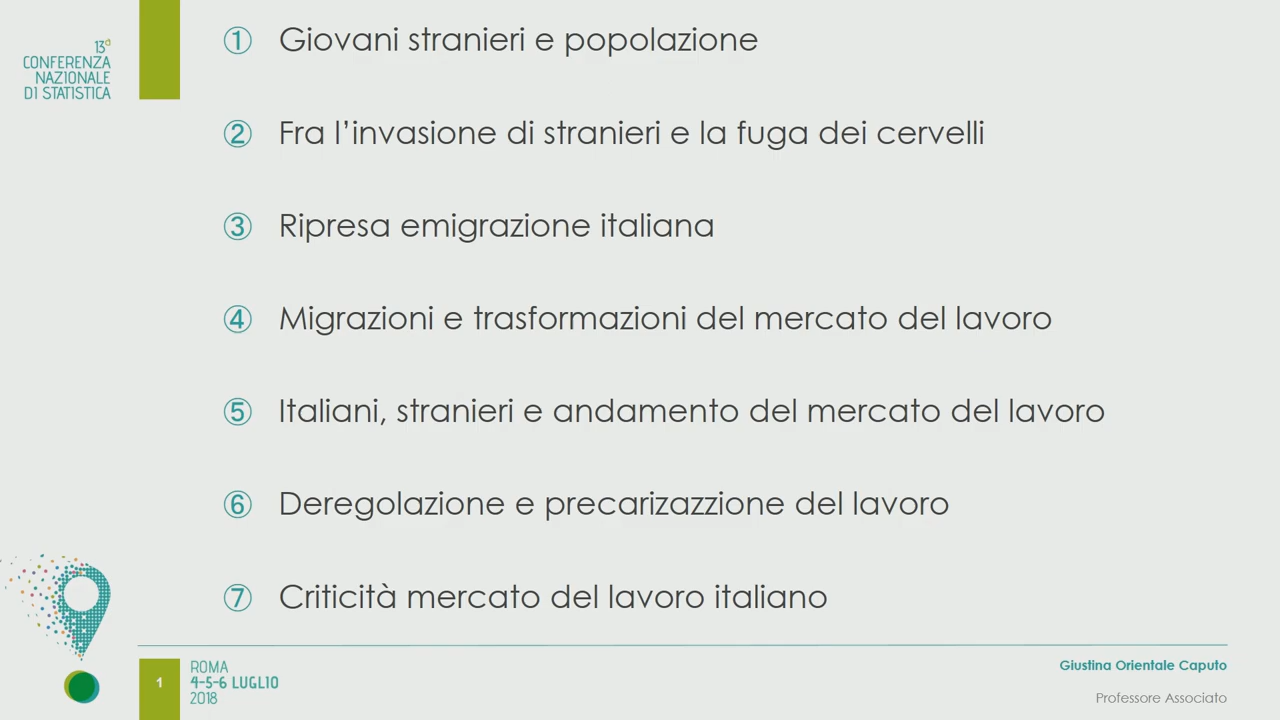 13ª
CONFERENZA
NAZIONALE
DI STATISTICA
① Giovani stranieri e popolazione
② Fra l’invasione di stranieri e la fuga dei cervelli
③ Ripresa emigrazione italiana
④ Migrazioni e trasformazioni del mercato del lavoro
⑤ Italiani, stranieri e andamento del mercato del lavoro
⑥ Deregolazione e precarizazzione del lavoro
⑦ Criticità mercato del lavoro italiano
1
ROMA
4-5-6 LUGLIO
2018
Giustina Orientale Caputo
Professore Associato